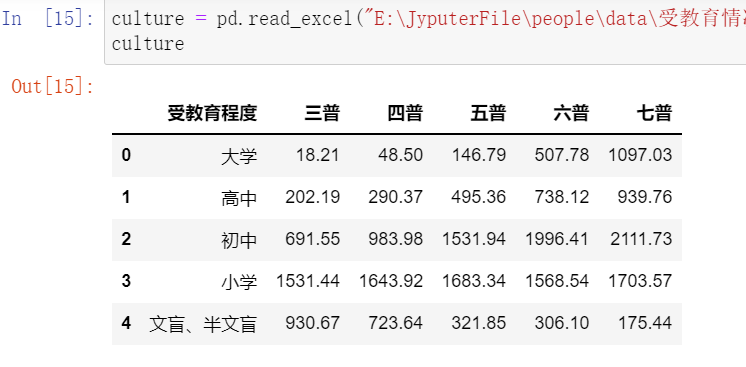 In [15]: culture = pd.read_excel("E:\JyputerFile\people\data\受教育情
culture
Out[15]:
受教育程度 三普 四普 五普 六普 七普
0 大学 18.21 48.50 146.79 507.78 1097.03
1 高中 202.19 290.37 495.36 738.12 939.76
2 初中 691.55 983.98 1531.94 1996.41 2111.73
3 小学 1531.44 1643.92 1683.34 1568.54 1703.57
4 文盲、半文盲 930.67 723.64 321.85 306.10 175.44